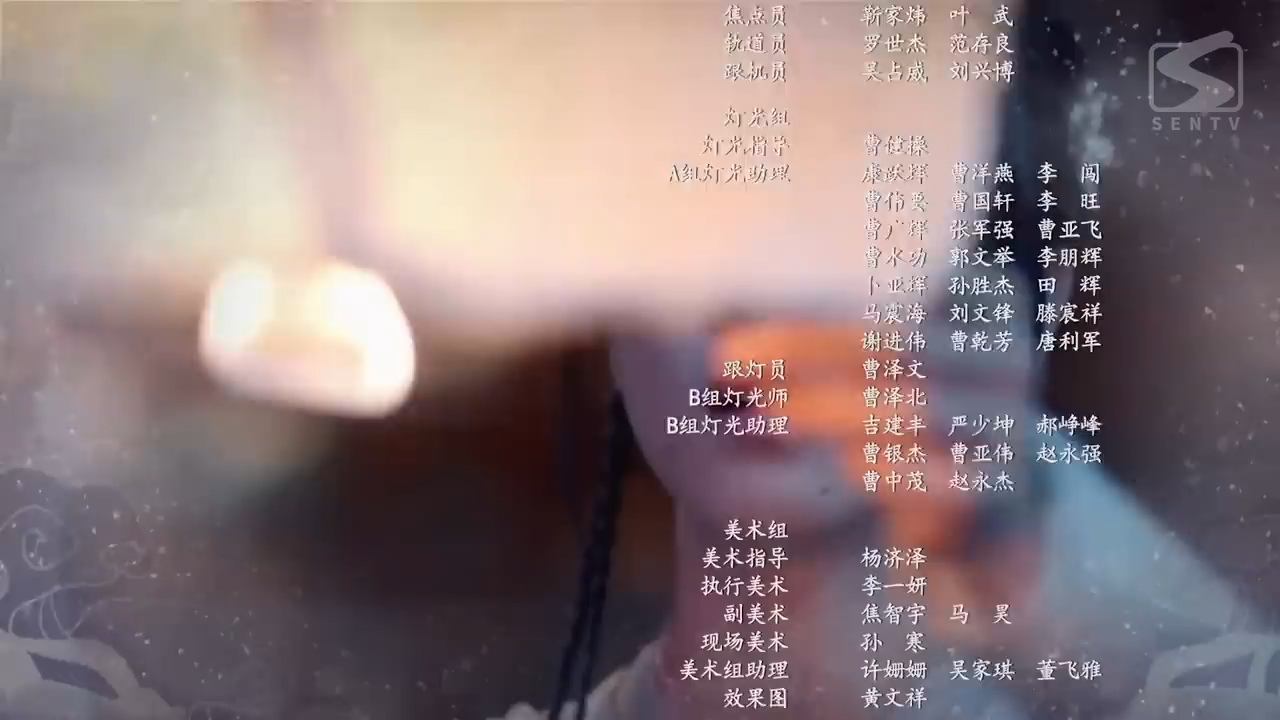 焦点员 靳家炜 叶 武
轨道员 罗世杰 范存良
跟机员 吴占威 刘兴博
SENTV
灯光组
灯光指导 曹健操
A组灯光助理 康跃辉 曹洋燕 李 闯
曹伟要 曹国轩 李 旺
曹广辉 张军强 曹亚飞
曹水功 郭文举 李朋辉
卜亚辉 孙胜杰 田 辉
马震海 刘文锋 滕宸祥
谢进伟 曹乾芳 唐利军
跟灯员 曹泽文
B组灯光师 曹泽北
B组灯光助理 吉建丰 严少坤 郝峥峰
曹银杰 曹亚伟 赵永强
曹中茂 赵永杰
美术组
美术指导 杨济泽
执行美术 李一妍
副美术 焦智宇 马 昊
现场美术 孙 寒
美术组助理 许姗姗 吴家琪 董飞雅
效果图 黄文祥